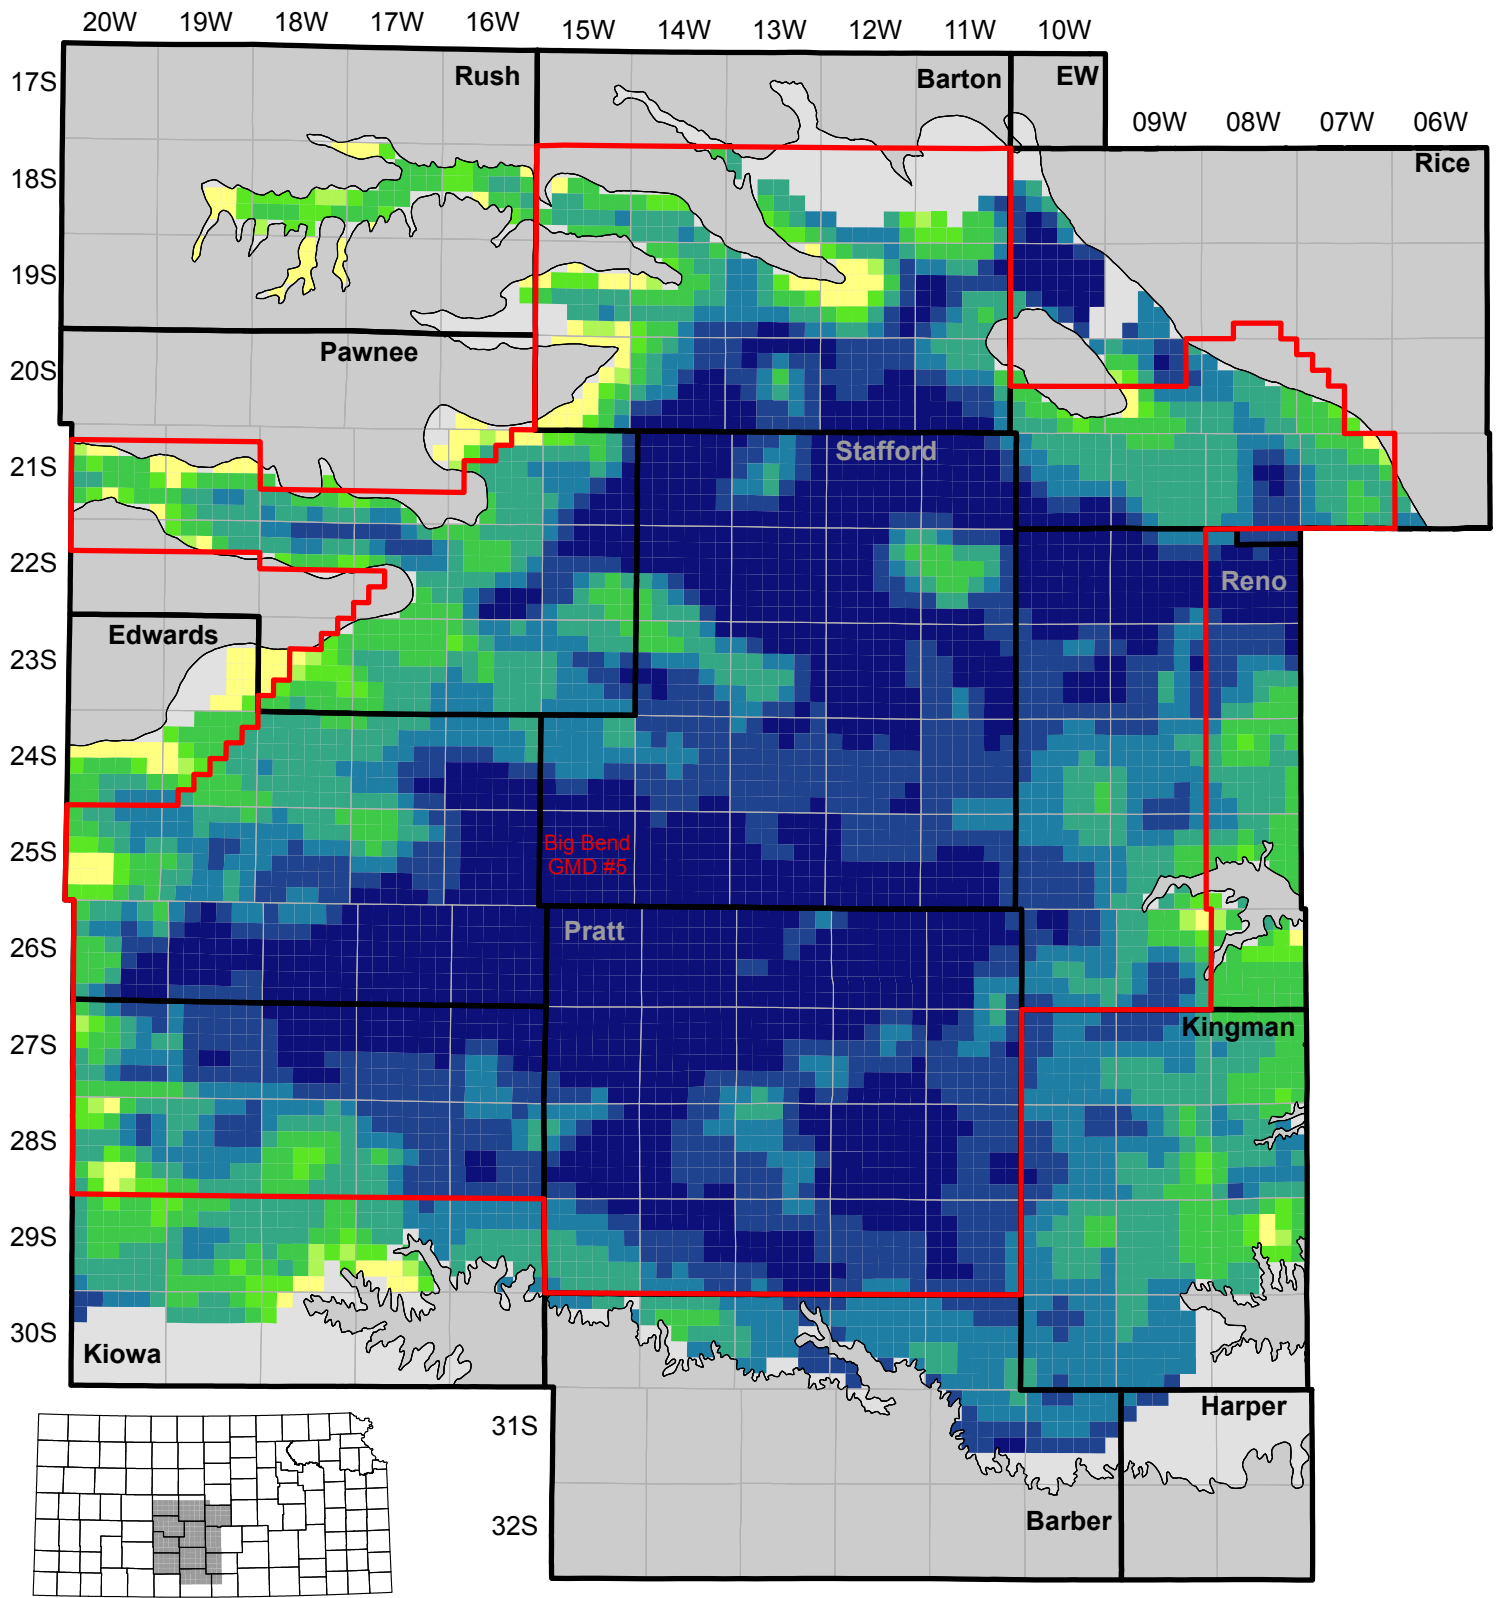 20W 19W 18W 17W 16W 15W 14W 13W 12W 11W 10W
17S
Rush
Barton
EW
09W 08W 07W 06W
Rice
18S
19S
Pawnee
20S
Stafford
21S
22S
Reno
Edwards
23S
24S
25S
Big Bend
GMD #5
Pratt
26S
Kingman
27S
28S
29S
30S
Kiowa
Harper
31S
Barber
32S